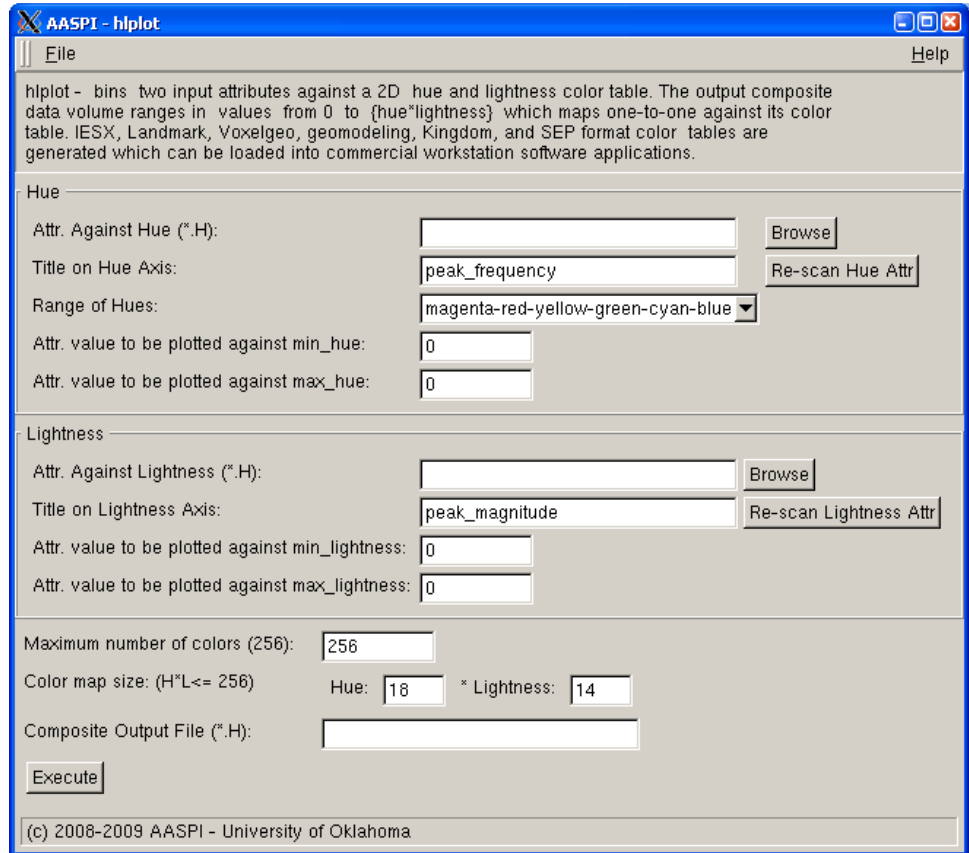 AASPI - hlplot
File Help
hlplot - bins two input attributes against a 2D hue and lightness color table. The output composite
data volume ranges in values from 0 to {hue*lightness} which maps one-to-one against its color
table. IESX, Landmark, Voxelgeo, geomodeling, Kingdom, and SEP format color tables are
generated which can be loaded into commercial workstation software applications.
Hue
Attr. Against Hue (*.H): Browse
Title on Hue Axis: peak_frequency Re-scan Hue Attr
Range of Hues: magenta-red-yellow-green-cyan-blue
Attr. value to be plotted against min_hue: 0
Attr. value to be plotted against max_hue: 0
Lightness
Attr. Against Lightness (*.H): Browse
Title on Lightness Axis: peak_magnitude Re-scan Lightness Attr
Attr. value to be plotted against min_lightness: 0
Attr. value to be plotted against max_lightness: 0
Maximum number of colors (256): 256
Color map size: (H*L<= 256) Hue: 18 * Lightness: 14
Composite Output File (*.H):
Execute
(c) 2008-2009 AASPI - University of Oklahoma